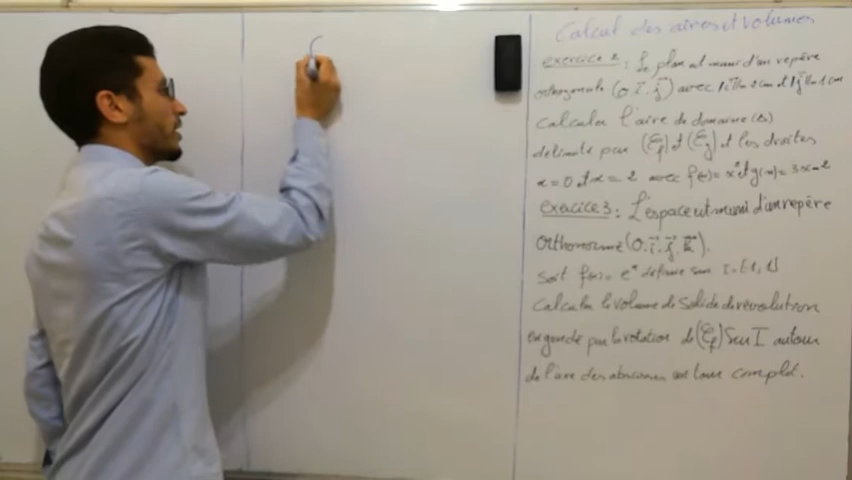 Calcul des aires et volumes
exercice 2 : Le plan est muni d'un repère
orthogonale (O.i⃗.j⃗) avec ||i⃗||=2cm et ||j⃗||=1cm
Calculer l'aire de domaine (es)
délimité par (Cf) et (Cg) et les droites
x=0 et x=2 avec f(x)=x² et g(x)=3x-2
exercice 3 : L'espace est muni d'un repère
orthonormé (O.i⃗.j⃗.k⃗).
Soit f(x)= eˣ définie sur I=[-1,1]
Calculer le volume de solide de révolution
engendré par la rotation de (Cf) sur I autour
de l'axe des abscisses un tour complet.